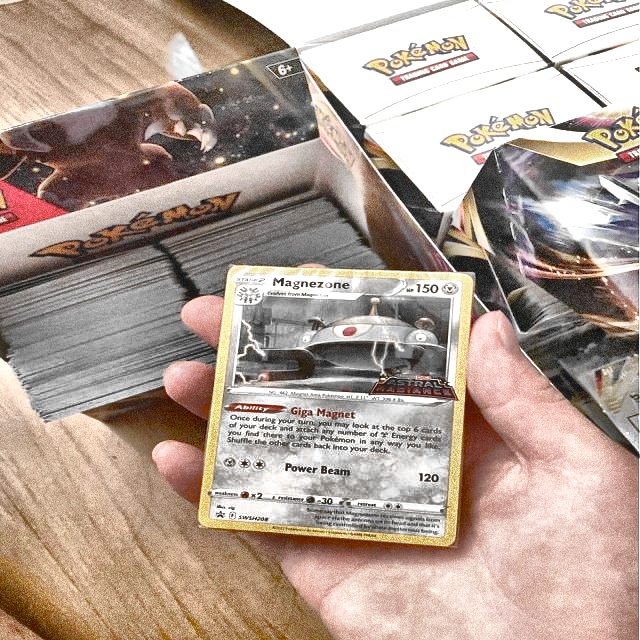 6+
POKéMON
TRADING CARD GAME
POKéMON
POKéMON
POKéMON
POKéMON
STAGE 2
Magnezone
HP 150
Evolves from Magneton
ASTRAL
RADIANCE
Ability
Giga Magnet
Once during your turn, you may look at the top 6 cards
of your deck and attach any number of Energy cards
you find there to your Pokémon in any way you like.
Shuffle the other cards back into your deck.
Power Beam
120
weakness x2 resistance -30 retreat
SWSH208